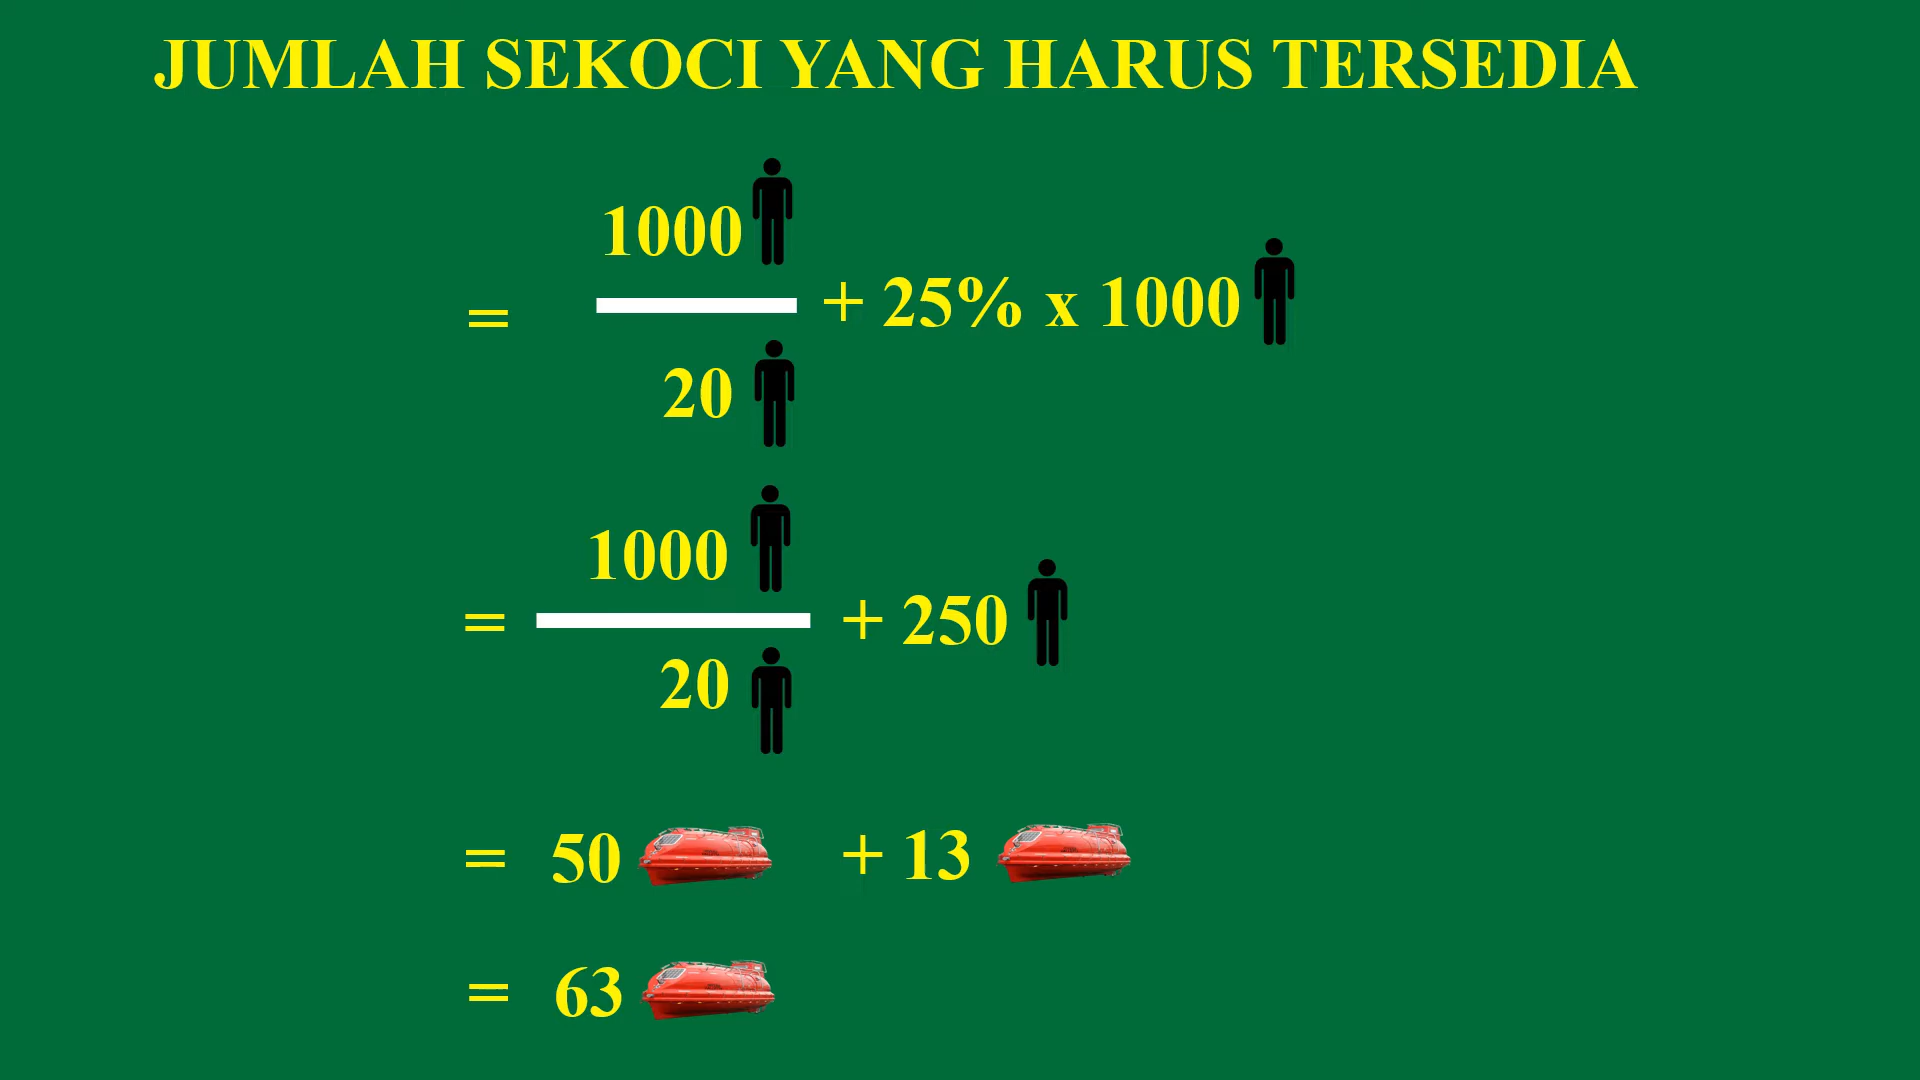 JUMLAH SEKOCI YANG HARUS TERSEDIA
1000
= + 25% x 1000
20
1000
= + 250
20
= 50 + 13
= 63